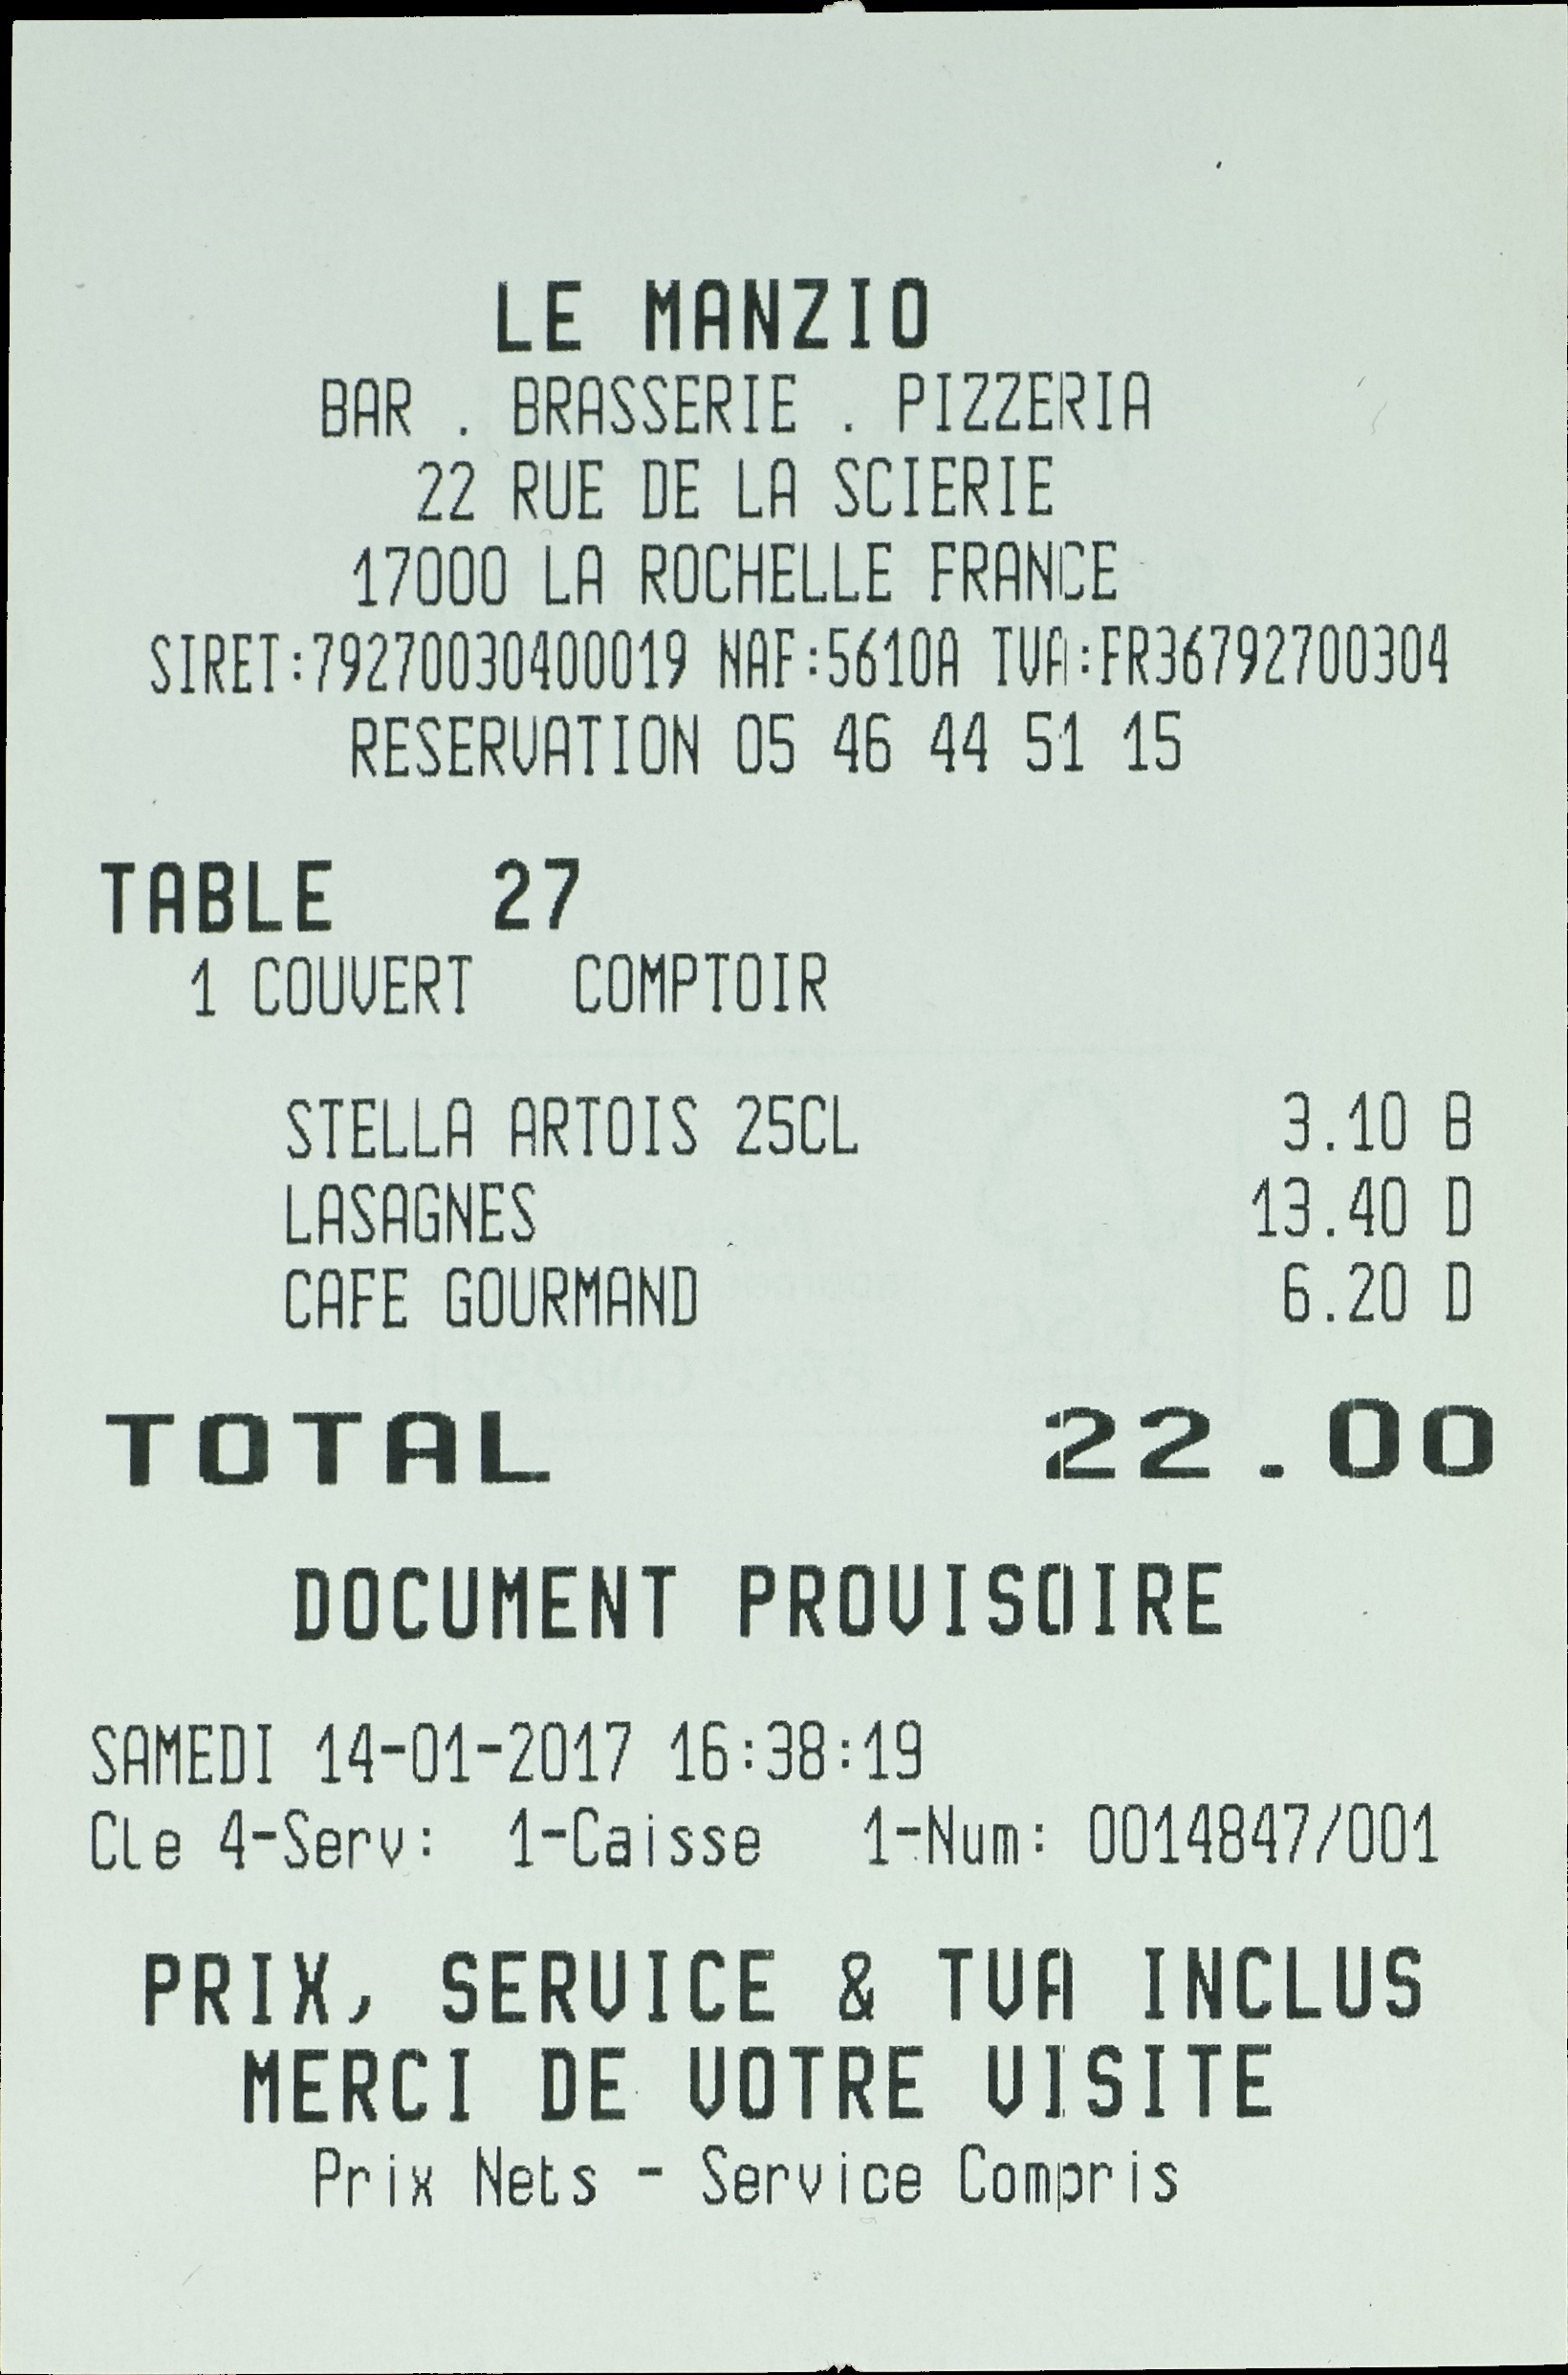 LE MANZIO
BAR . BRASSERIE . PIZZERIA
22 RUE DE LA SCIERIE
17000 LA ROCHELLE FRANCE
SIRET:79270030400019 NAF:5610A TVA:FR36792700304
RESERVATION 05 46 44 51 15
TABLE 27
1 COUVERT COMPTOIR
STELLA ARTOIS 25CL 3.10 B
LASAGNES 13.40 D
CAFE GOURMAND 6.20 D
TOTAL 22.00
DOCUMENT PROVISOIRE
SAMEDI 14-01-2017 16:38:19
Cle 4-Serv: 1-Caisse 1-Num: 0014847/001
PRIX, SERVICE & TVA INCLUS
MERCI DE VOTRE VISITE
Prix Nets - Service Compris